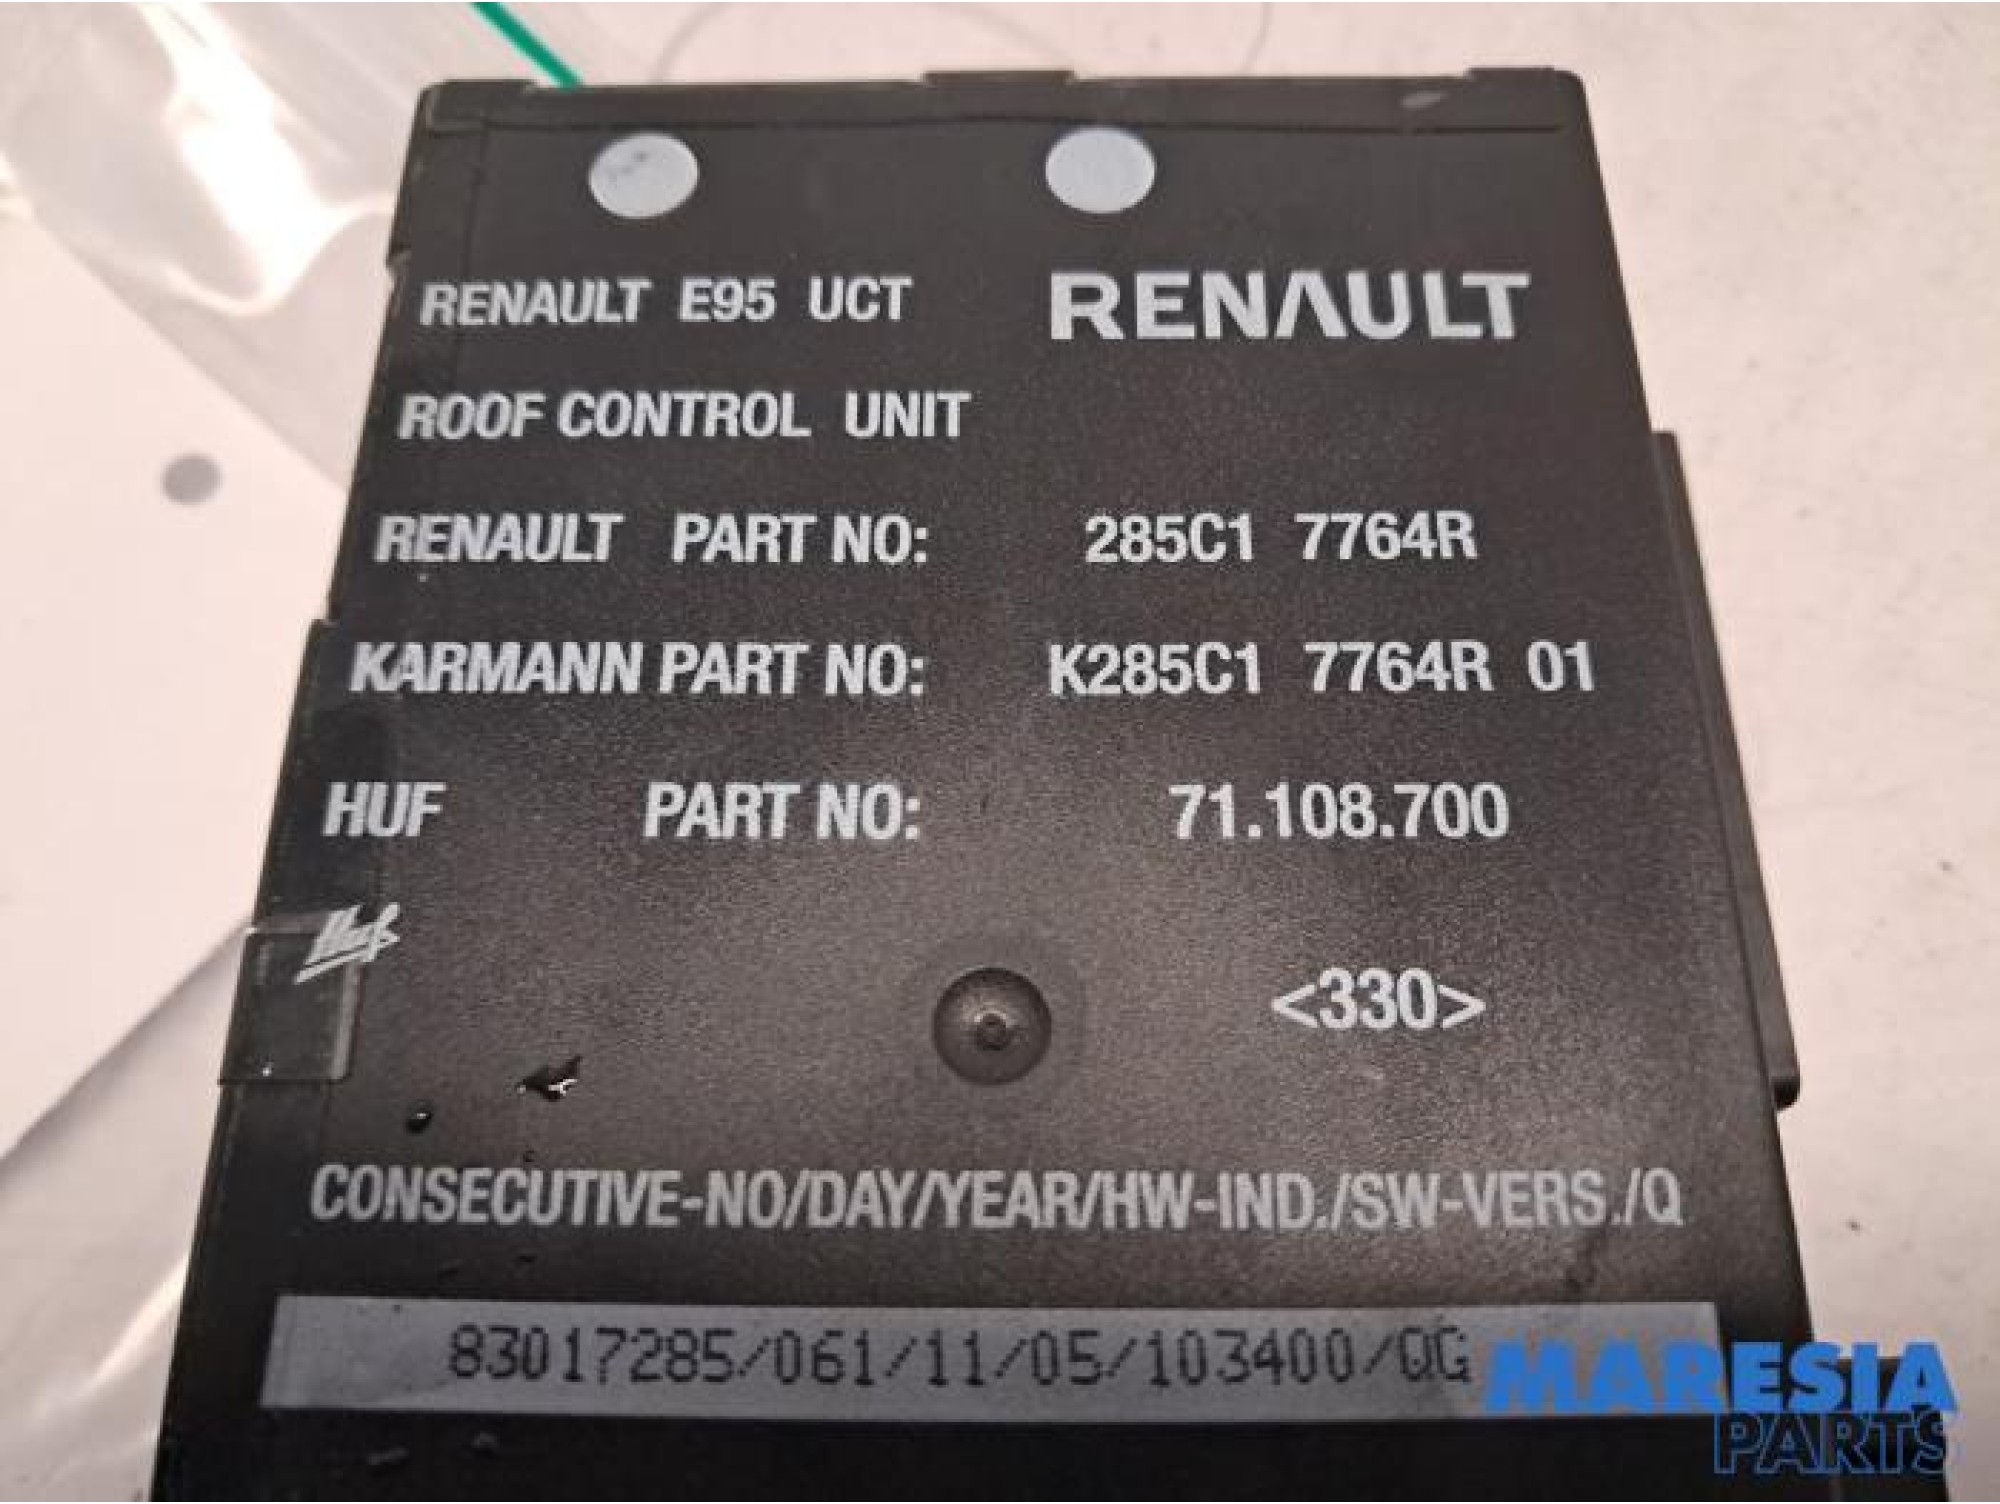 RENAULT E95 UCT RENAULT
ROOF CONTROL UNIT
RENAULT PART NO: 285C1 7764R
KARMANN PART NO: K285C1 7764R 01
HUF PART NO: 71.108.700
Huf
<330>
CONSECUTIVE-NO/DAY/YEAR/HW-IND./SW-VERS./Q
83017285/061/11/05/103400/QG
MARESIA
PARTS